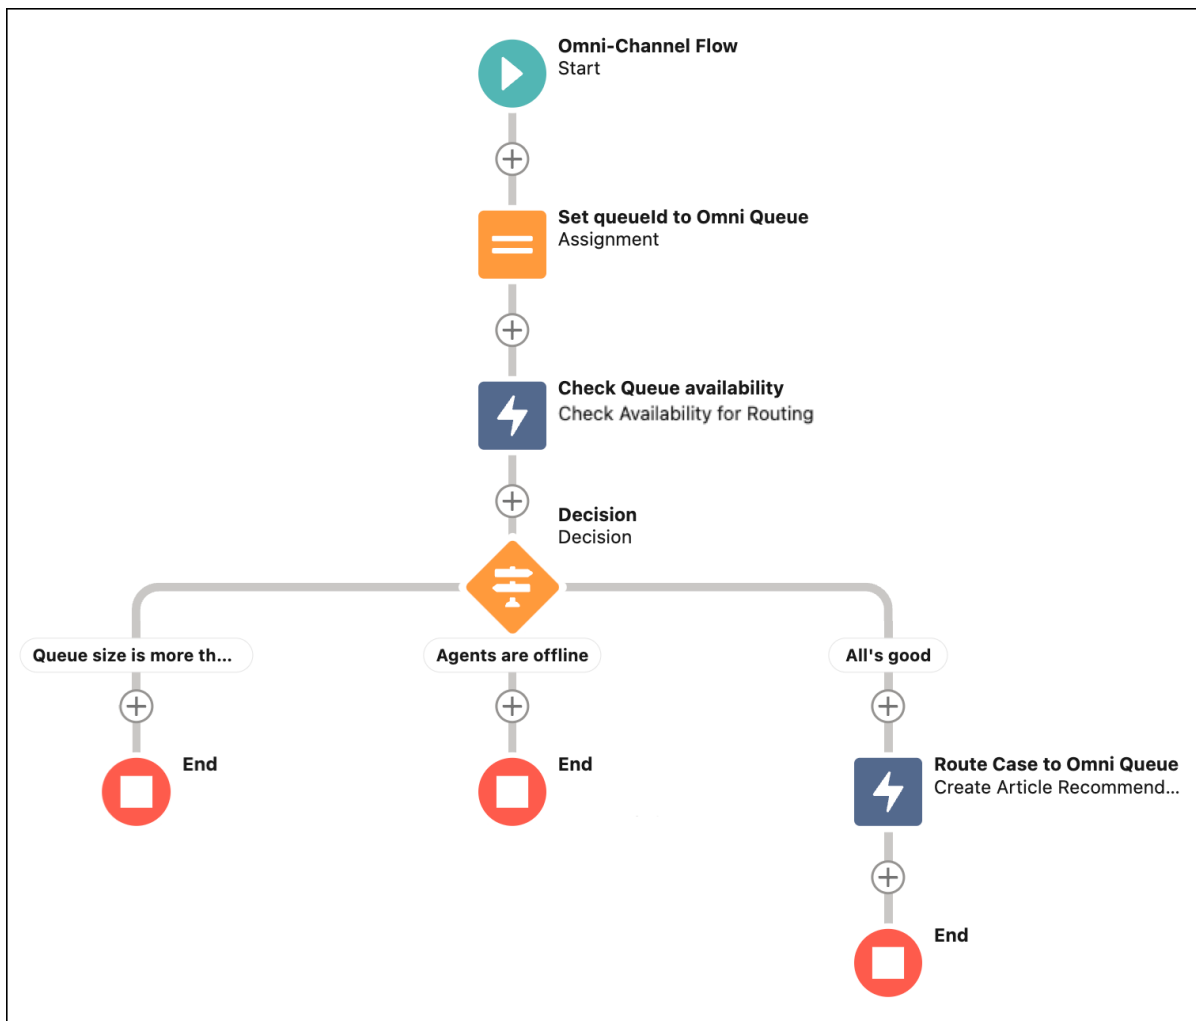 Omni-Channel Flow
Start
Set queueId to Omni Queue
Assignment
Check Queue availability
Check Availability for Routing
Decision
Decision
Queue size is more th...
Agents are offline
All's good
End
End
Route Case to Omni Queue
Create Article Recommend...
End